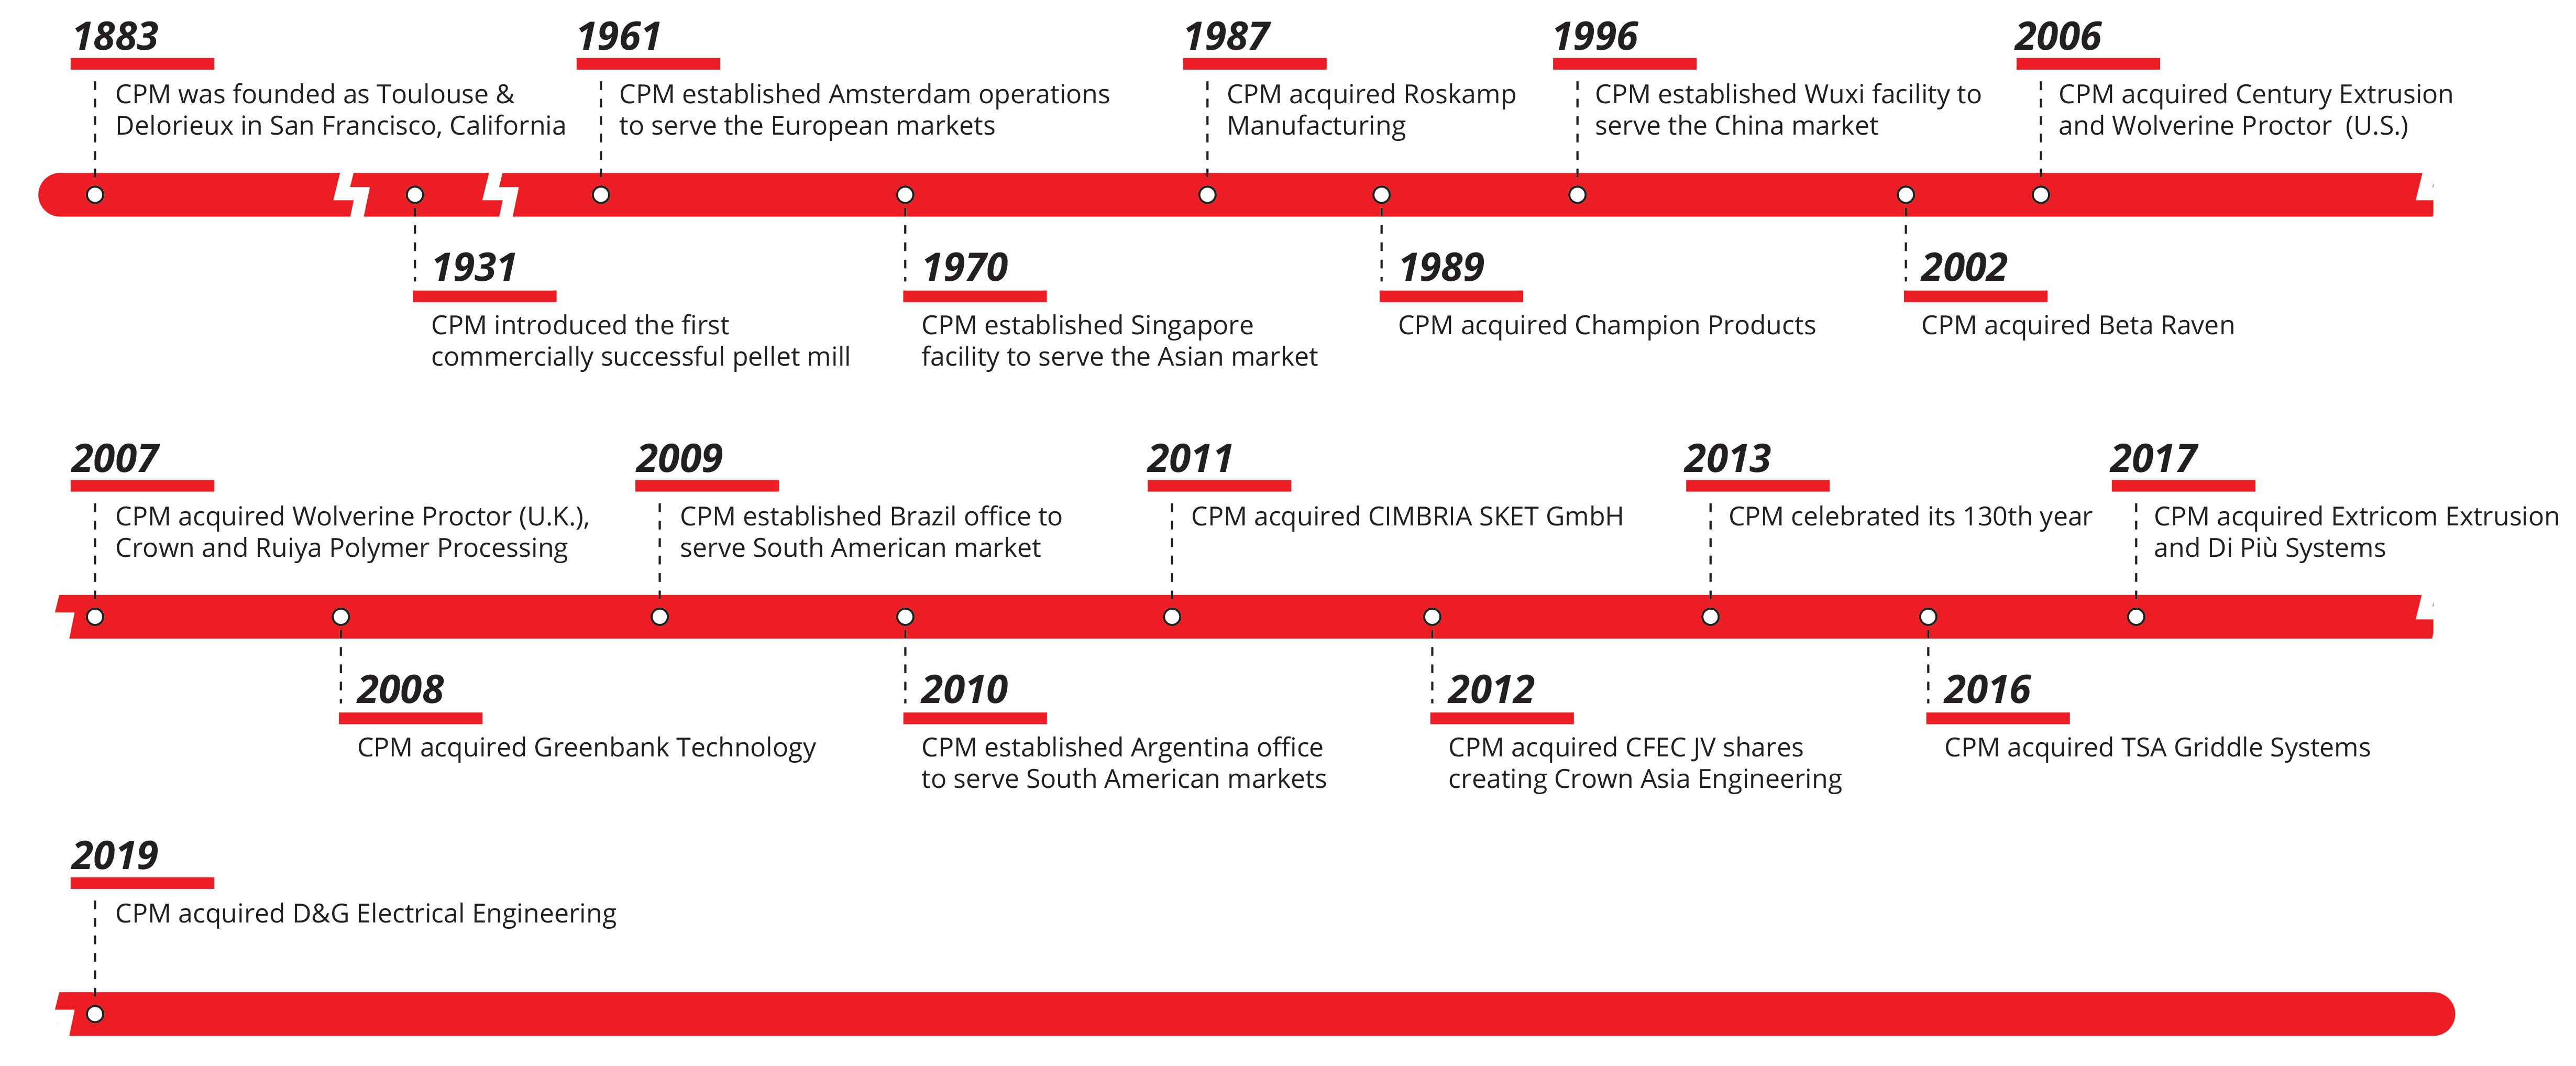 1883
CPM was founded as Toulouse &
Delorieux in San Francisco, California
1931
CPM introduced the first
commercially successful pellet mill
1961
CPM established Amsterdam operations
to serve the European markets
1970
CPM established Singapore
facility to serve the Asian market
1987
CPM acquired Roskamp
Manufacturing
1989
CPM acquired Champion Products
1996
CPM established Wuxi facility to
serve the China market
2002
CPM acquired Beta Raven
2006
CPM acquired Century Extrusion
and Wolverine Proctor (U.S.)
2007
CPM acquired Wolverine Proctor (U.K.),
Crown and Ruiya Polymer Processing
2008
CPM acquired Greenbank Technology
2009
CPM established Brazil office to
serve South American market
2010
CPM established Argentina office
to serve South American markets
2011
CPM acquired CIMBRIA SKET GmbH
2012
CPM acquired CFEC JV shares
creating Crown Asia Engineering
2013
CPM celebrated its 130th year
2016
CPM acquired TSA Griddle Systems
2017
CPM acquired Extricom Extrusion
and Di Più Systems
2019
CPM acquired D&G Electrical Engineering